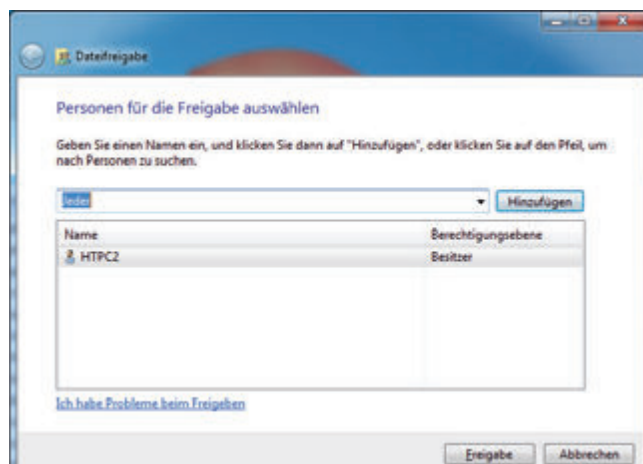 Dateifreigabe
Personen für die Freigabe auswählen
Geben Sie einen Namen ein, und klicken Sie dann auf "Hinzufügen", oder klicken Sie auf den Pfeil, um
nach Personen zu suchen.
Jeder Hinzufügen
Name Berechtigungsebene
HTPC2 Besitzer
Ich habe Probleme beim Freigeben
Freigabe Abbrechen